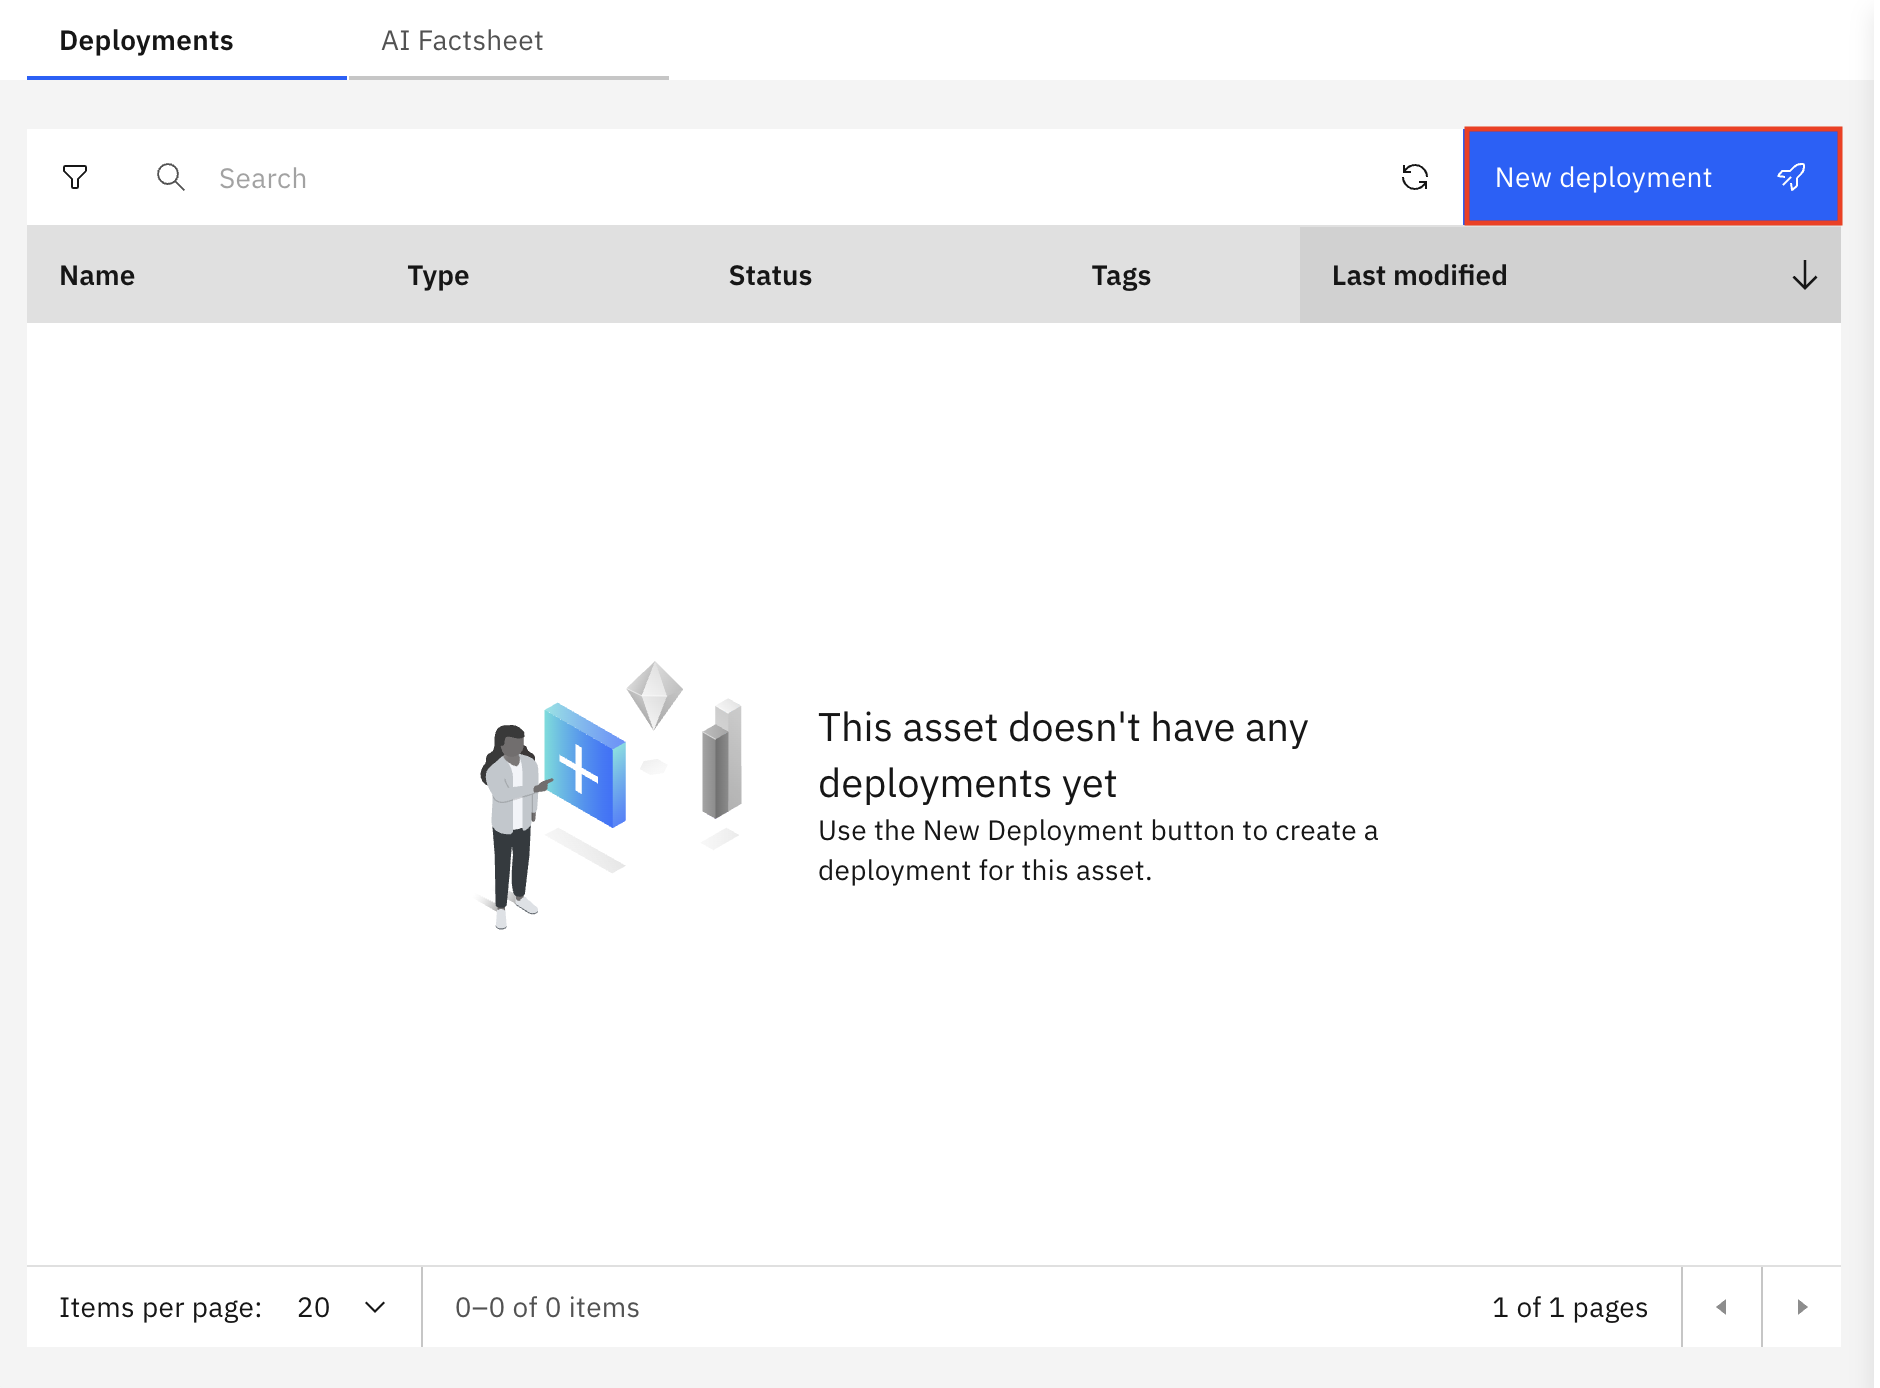 Deployments
AI Factsheet
Search
New deployment
Name Type Status Tags Last modified
This asset doesn't have any
deployments yet
Use the New Deployment button to create a
deployment for this asset.
Items per page: 20
0–0 of 0 items
1 of 1 pages